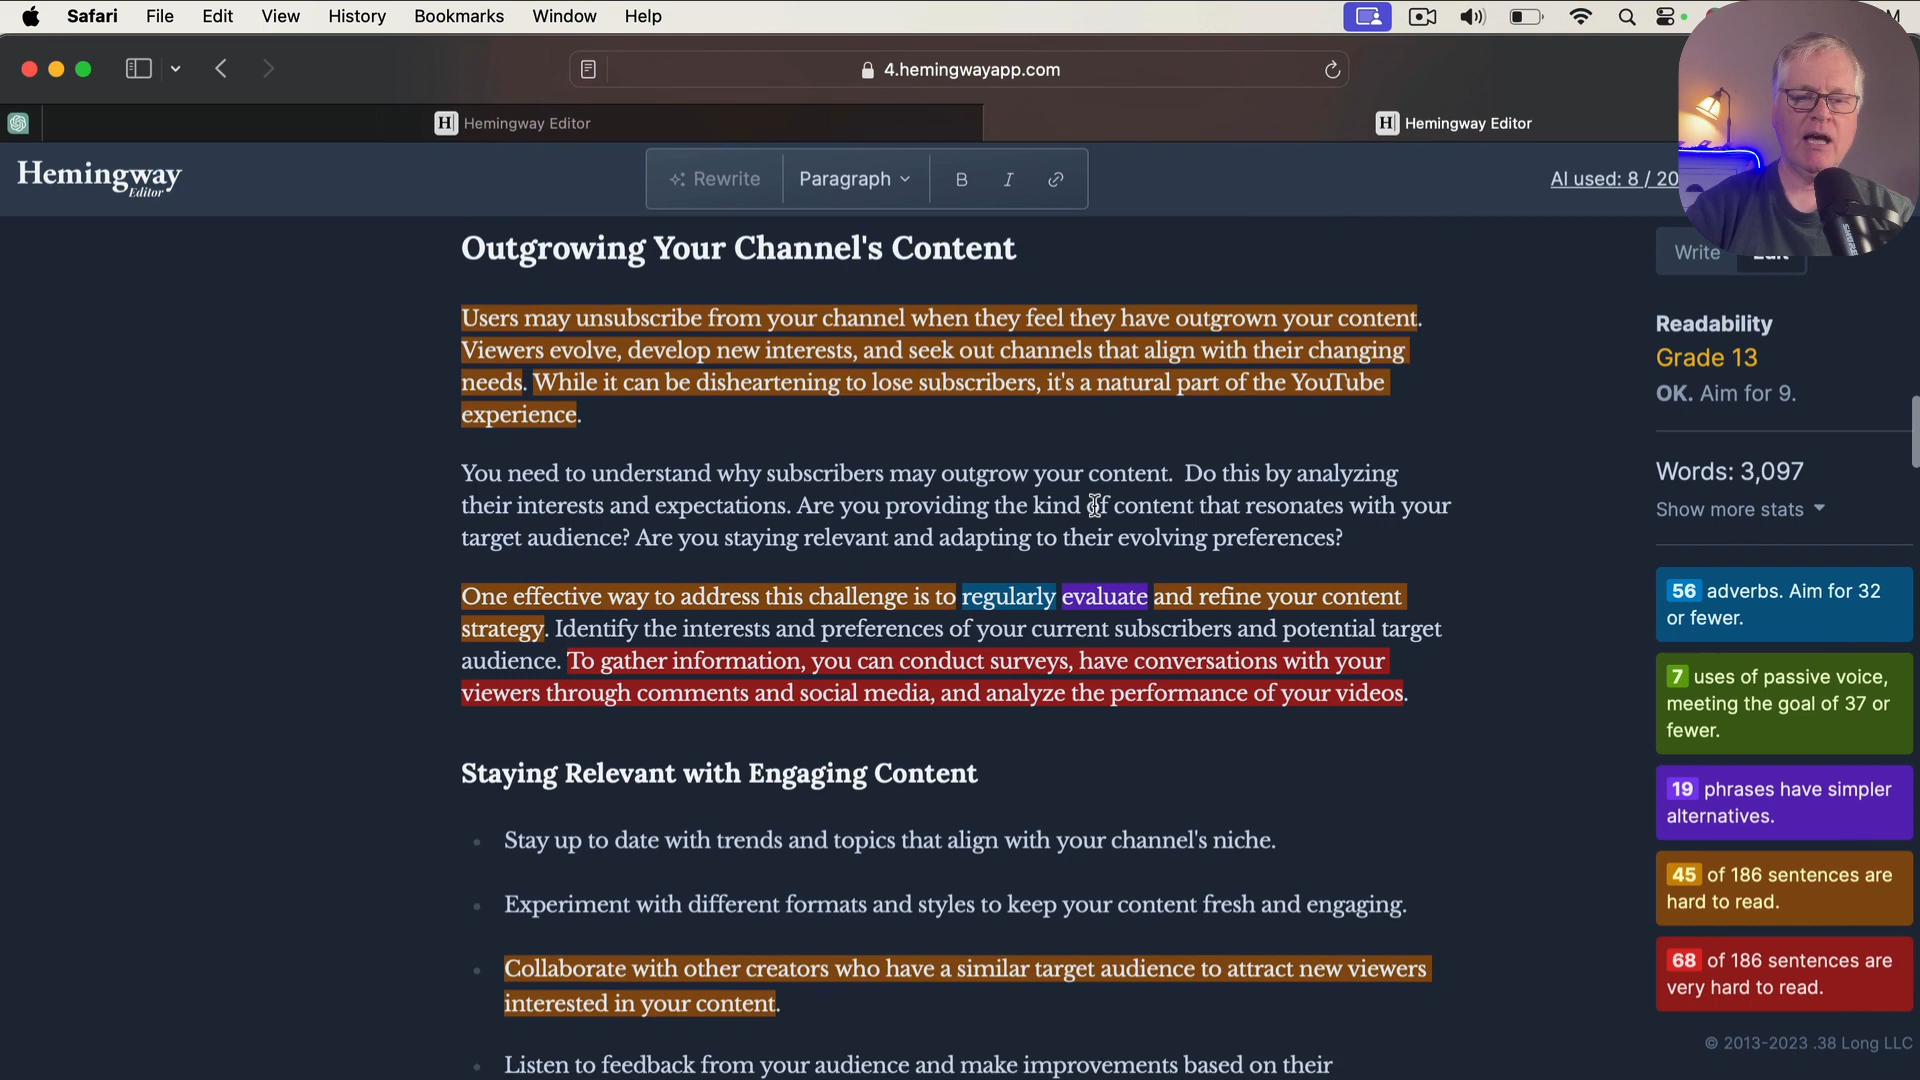 Safari File Edit View History Bookmarks Window Help
4.hemingwayapp.com
Hemingway Editor
Hemingway Editor
Hemingway
Editor
Rewrite Paragraph B I
AI used: 8 / 20
Outgrowing Your Channel's Content
Users may unsubscribe from your channel when they feel they have outgrown your content.
Viewers evolve, develop new interests, and seek out channels that align with their changing
needs. While it can be disheartening to lose subscribers, it's a natural part of the YouTube
experience.
You need to understand why subscribers may outgrow your content.  Do this by analyzing
their interests and expectations. Are you providing the kind of content that resonates with your
target audience? Are you staying relevant and adapting to their evolving preferences?
One effective way to address this challenge is to regularly evaluate and refine your content
strategy. Identify the interests and preferences of your current subscribers and potential target
audience. To gather information, you can conduct surveys, have conversations with your
viewers through comments and social media, and analyze the performance of your videos.
Staying Relevant with Engaging Content
Stay up to date with trends and topics that align with your channel's niche.
Experiment with different formats and styles to keep your content fresh and engaging.
Collaborate with other creators who have a similar target audience to attract new viewers
interested in your content.
Listen to feedback from your audience and make improvements based on their
Write Edit
Readability
Grade 13
OK. Aim for 9.
Words: 3,097
Show more stats
56 adverbs. Aim for 32
or fewer.
7 uses of passive voice,
meeting the goal of 37 or
fewer.
19 phrases have simpler
alternatives.
45 of 186 sentences are
hard to read.
68 of 186 sentences are
very hard to read.
© 2013-2023 .38 Long LLC